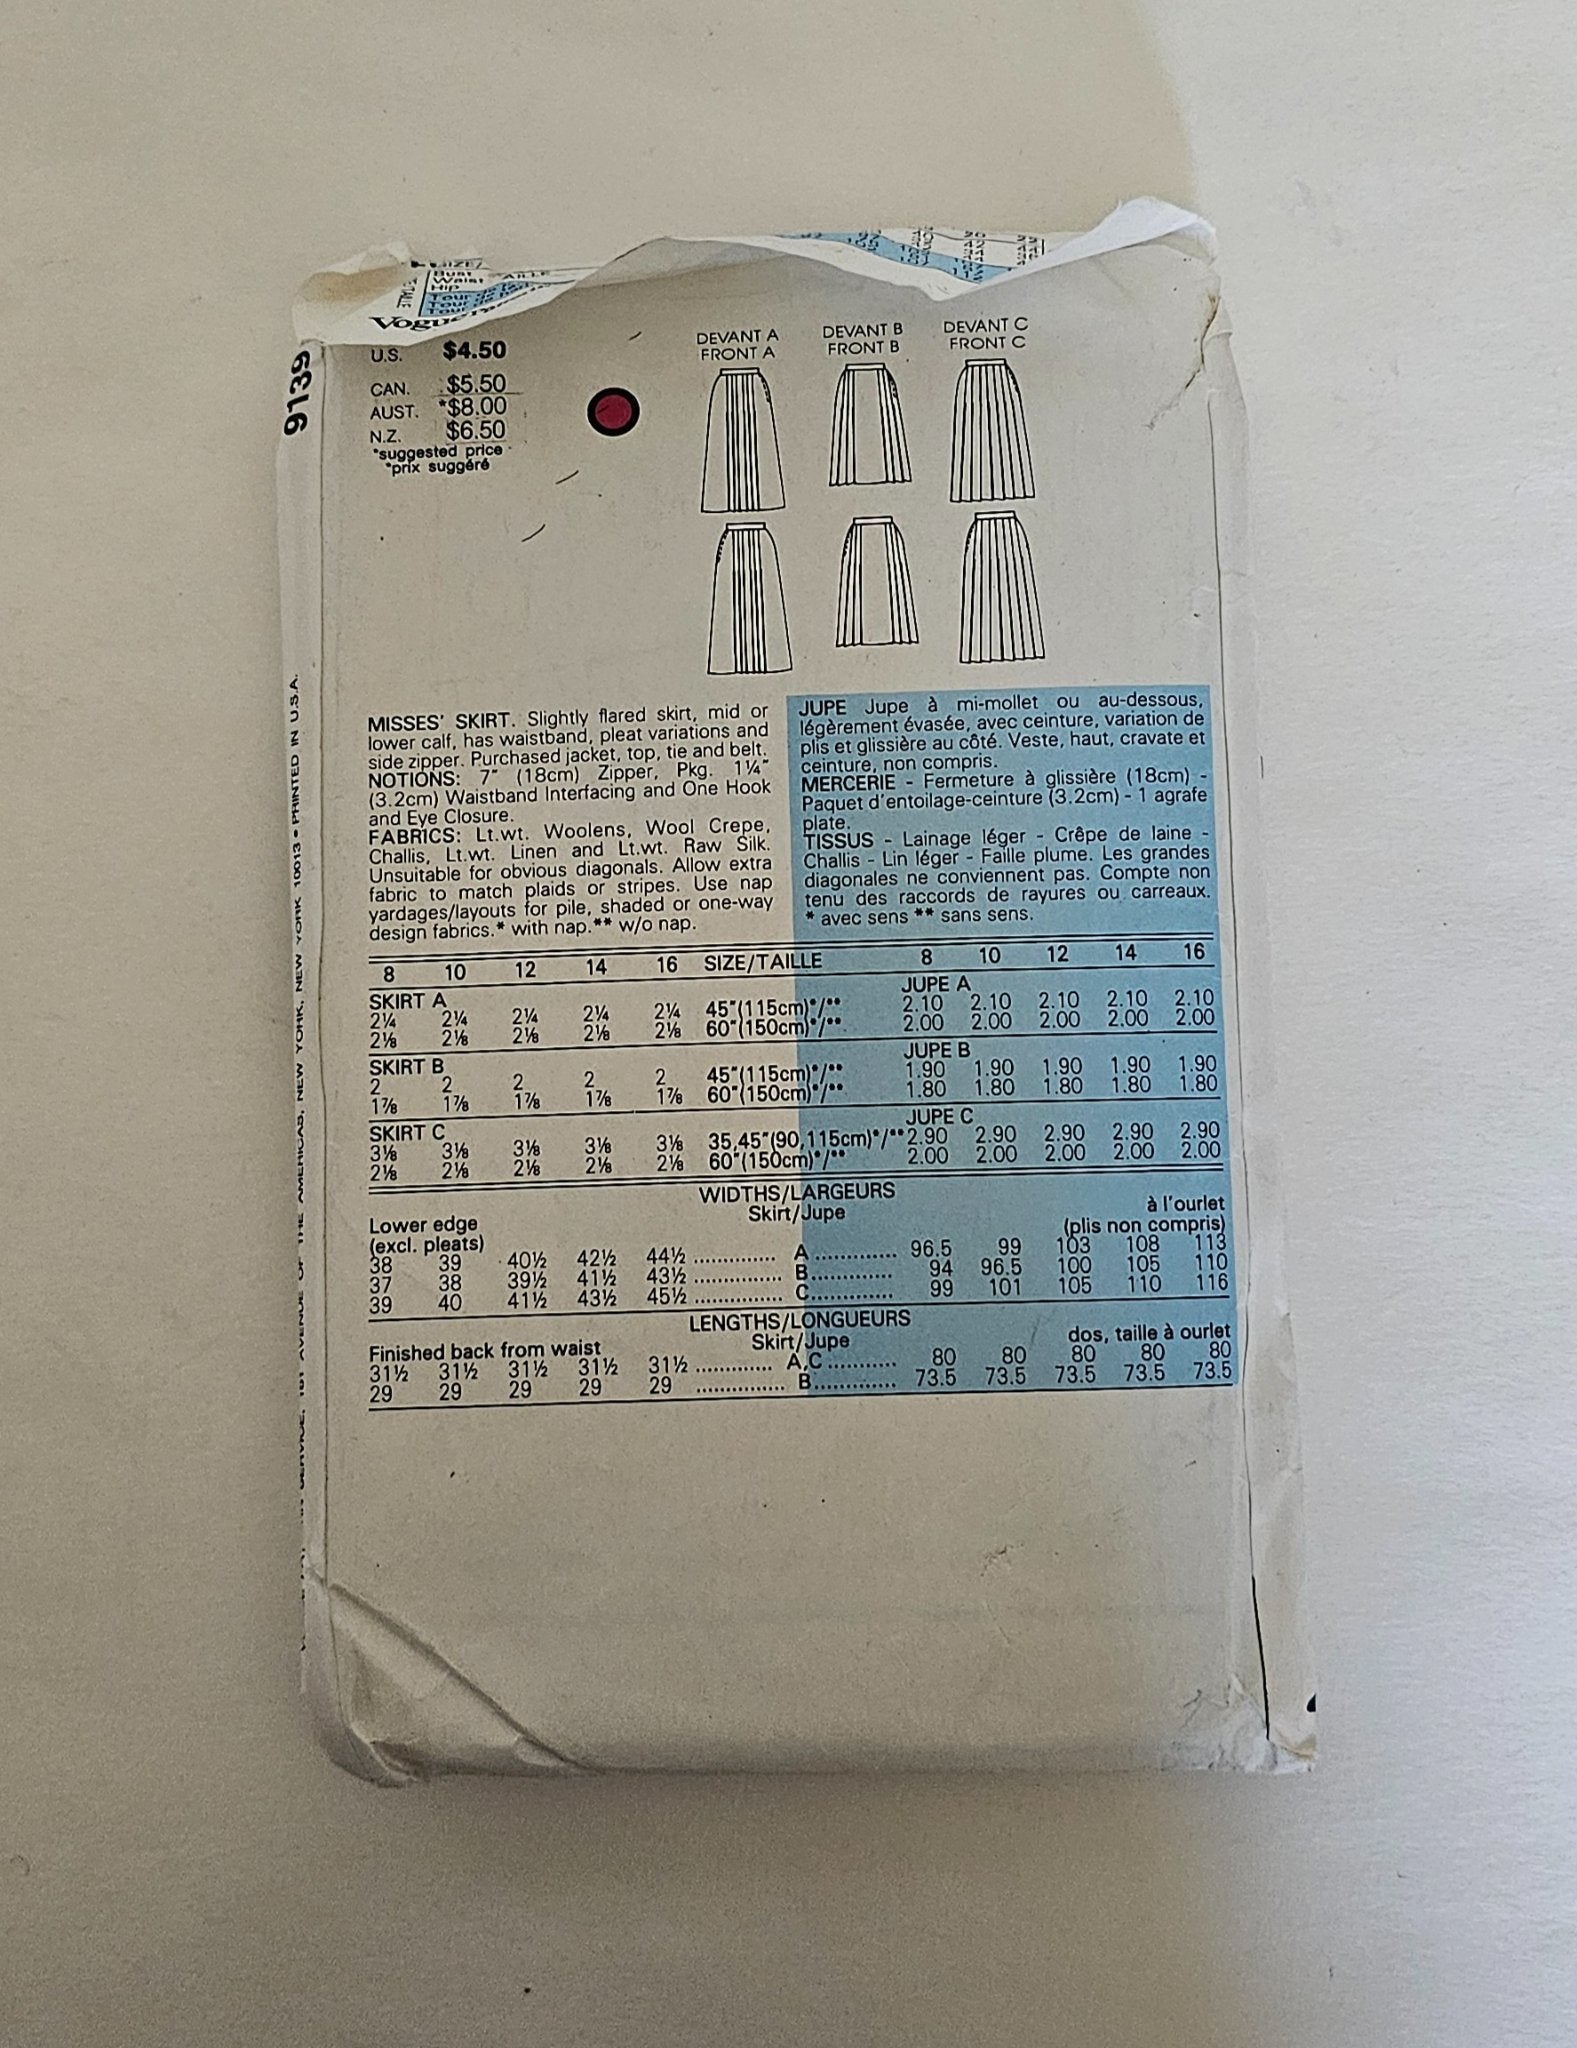 SIZE/
Bust
Waist
Hip
Vogue
9139
U.S. $4.50
CAN. $5.50
AUST. *$8.00
N.Z. $6.50
*suggested price
*prix suggéré
DEVANT A
FRONT A
DEVANT B
FRONT B
DEVANT C
FRONT C
MISSES' SKIRT. Slightly flared skirt, mid or
lower calf, has waistband, pleat variations and
side zipper. Purchased jacket, top, tie and belt.
NOTIONS: 7" (18cm) Zipper, Pkg. 1¼"
(3.2cm) Waistband Interfacing and One Hook
and Eye Closure.
FABRICS: Lt.wt. Woolens, Wool Crepe,
Challis, Lt.wt. Linen and Lt.wt. Raw Silk.
Unsuitable for obvious diagonals. Allow extra
fabric to match plaids or stripes. Use nap
yardages/layouts for pile, shaded or one-way
design fabrics.* with nap.** w/o nap.
JUPE Jupe à mi-mollet ou au-dessous,
légèrement évasée, avec ceinture, variation de
plis et glissière au côté. Veste, haut, cravate et
ceinture, non compris.
MERCERIE - Fermeture à glissière (18cm) -
Paquet d'entoilage-ceinture (3.2cm) - 1 agrafe
plate.
TISSUS - Lainage léger - Crêpe de laine -
Challis - Lin léger - Faille plume. Les grandes
diagonales ne conviennent pas. Compte non
tenu des raccords de rayures ou carreaux.
* avec sens ** sans sens.
8 10 12 14 16 SIZE/TAILLE 8 10 12 14 16
SKIRT A JUPE A
2¼ 2¼ 2¼ 2¼ 2¼ 45"(115cm)*/** 2.10 2.10 2.10 2.10 2.10
2⅛ 2⅛ 2⅛ 2⅛ 2⅛ 60"(150cm)*/** 2.00 2.00 2.00 2.00 2.00
SKIRT B JUPE B
2 2 2 2 2 45"(115cm)*/** 1.90 1.90 1.90 1.90 1.90
1⅞ 1⅞ 1⅞ 1⅞ 1⅞ 60"(150cm)*/** 1.80 1.80 1.80 1.80 1.80
SKIRT C JUPE C
3⅛ 3⅛ 3⅛ 3⅛ 3⅛ 35,45"(90,115cm)*/** 2.90 2.90 2.90 2.90 2.90
2⅛ 2⅛ 2⅛ 2⅛ 2⅛ 60"(150cm)*/** 2.00 2.00 2.00 2.00 2.00
WIDTHS/LARGEURS
Skirt/Jupe
Lower edge à l'ourlet
(excl. pleats) (plis non compris)
38 39 40½ 42½ 44½ .............. A .............. 96.5 99 103 108 113
37 38 39½ 41½ 43½ .............. B .............. 94 96.5 100 105 110
39 40 41½ 43½ 45½ .............. C .............. 99 101 105 110 116
LENGTHS/LONGUEURS
Skirt/Jupe
Finished back from waist dos, taille à ourlet
31½ 31½ 31½ 31½ 31½ ............. A,C ........... 80 80 80 80 80
29 29 29 29 29 ............... B ............. 73.5 73.5 73.5 73.5 73.5
SERVICE, 161 AVENUE OF THE AMERICAS, NEW YORK, NEW YORK 10013 • PRINTED IN U.S.A.